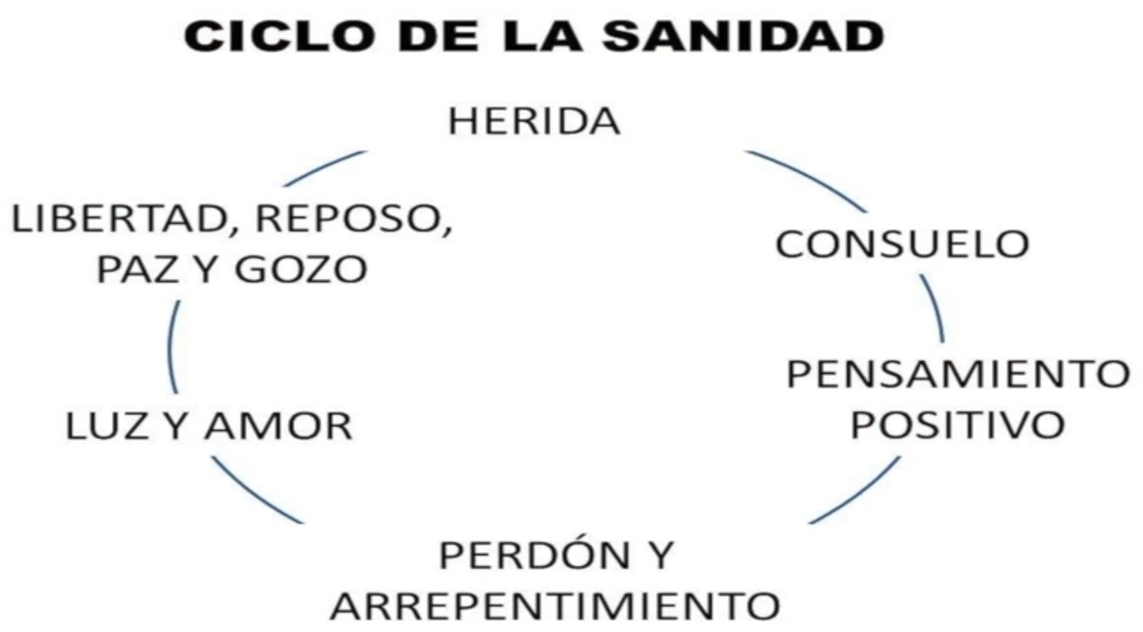 CICLO DE LA SANIDAD
HERIDA
CONSUELO
PENSAMIENTO
POSITIVO
PERDÓN Y
ARREPENTIMIENTO
LUZ Y AMOR
LIBERTAD, REPOSO,
PAZ Y GOZO